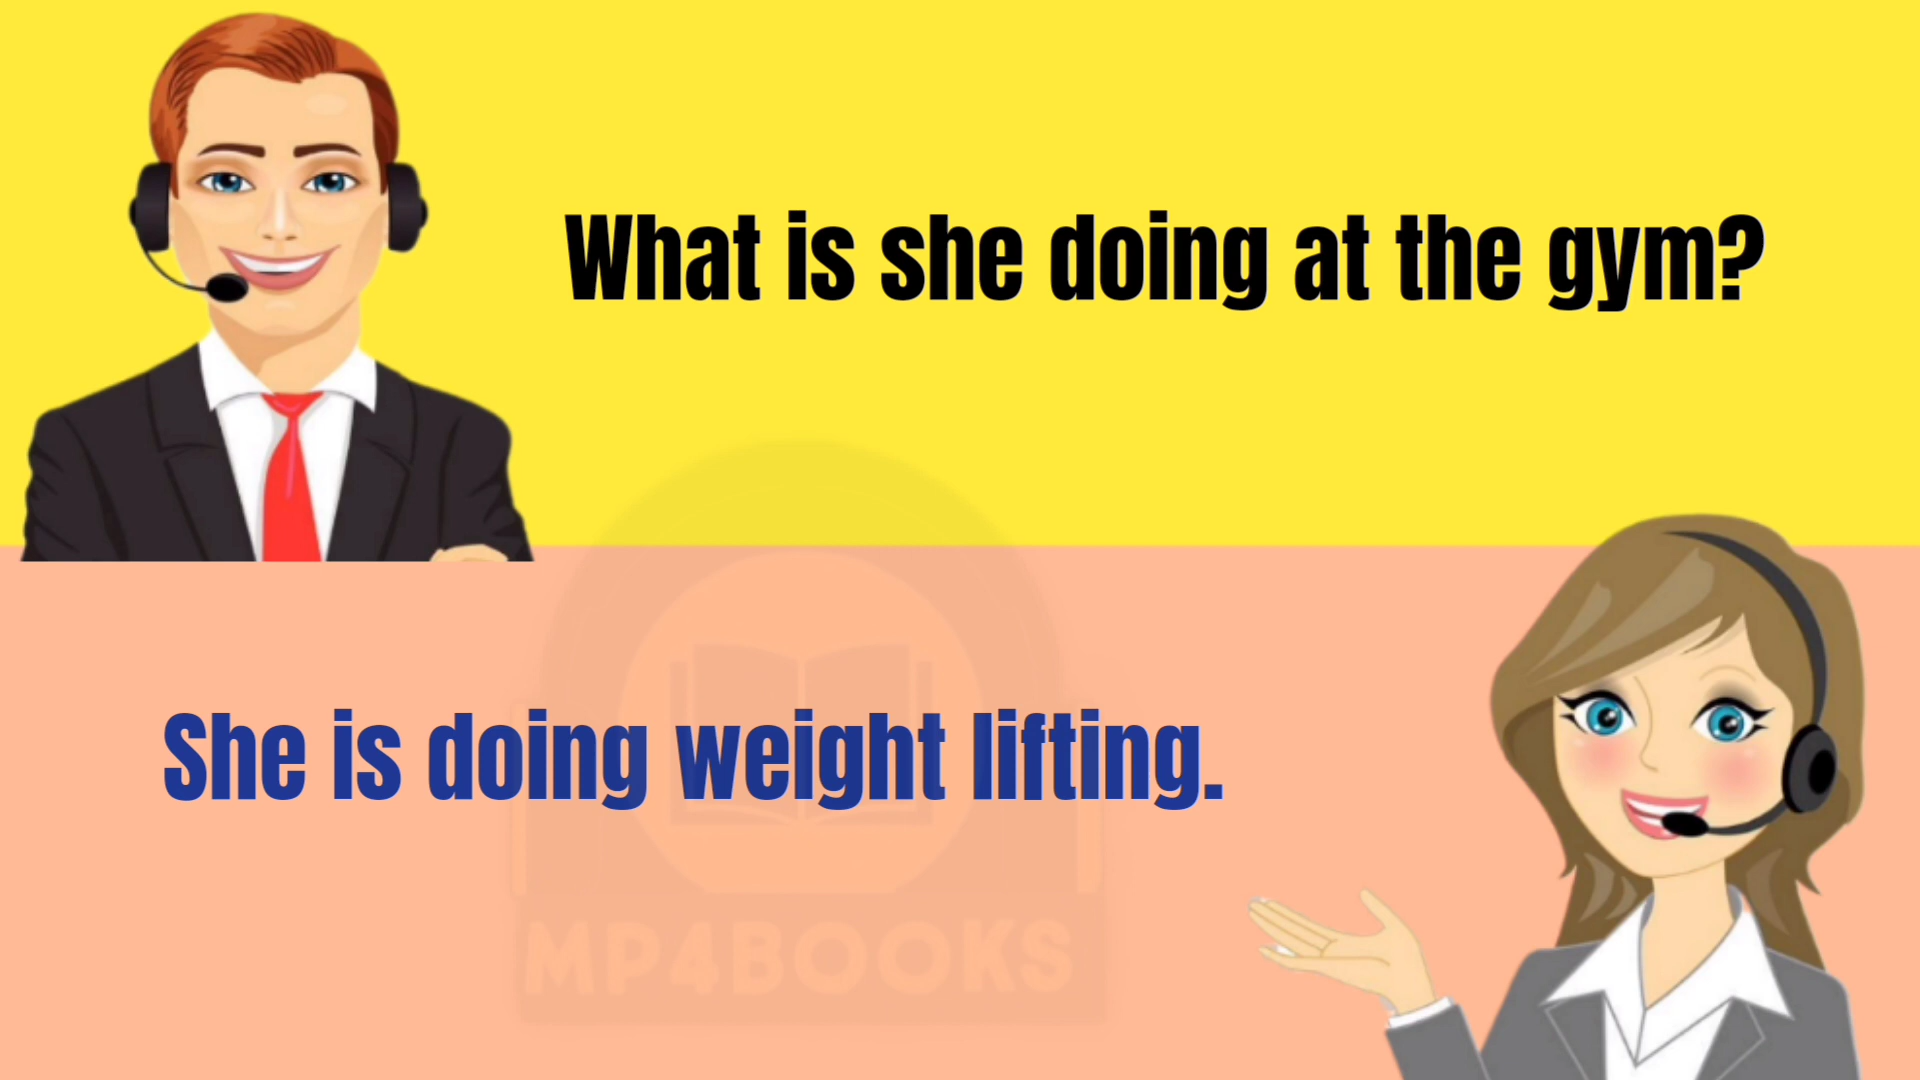 What is she doing at the gym?
She is doing weight lifting.
MP4BOOKS